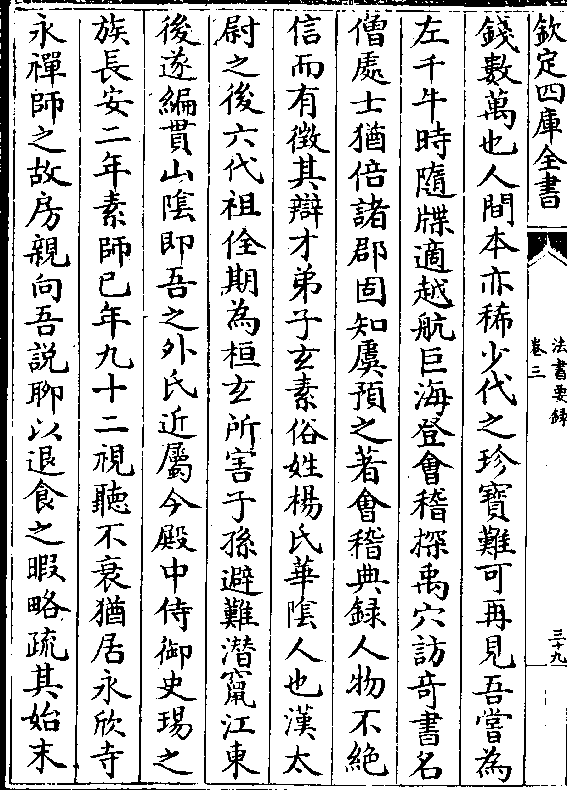 欽定四庫全書
法書要錄
卷三
三十九
錢數萬也人間本亦稀少代之珍寶難可再見吾嘗為
左千牛時隨牒適越航巨海登會稽探禹穴訪奇書名
僧處士猶倍諸郡固知虞預之著會稽典録人物不絶
信而有徵其辯才弟子玄素俗姓楊氏華陰人也漢太
尉之後六代祖佺期為桓玄所害子孫避難潜竄江東
後遂編貫山陰即吾之外氏近屬今殿中侍御史瑒之
族長安二年素師已年九十二視聽不衰猶居永欣寺
永禪師之故房親向吾説聊以退食之暇略疏其始末